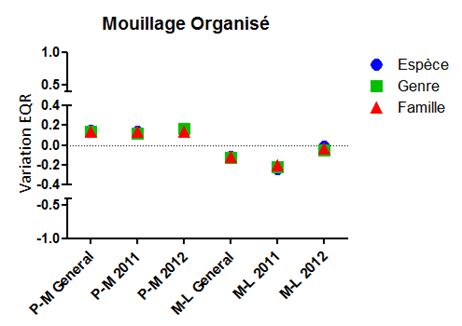 Mouillage Organisé
Variation EQR
1.0
0.5
0.4
0.2
0.0
-0.2
-0.4
-0.5
-1.0
P-M General
P-M 2011
P-M 2012
M-L General
M-L 2011
M-L 2012
Espèce
Genre
Famille